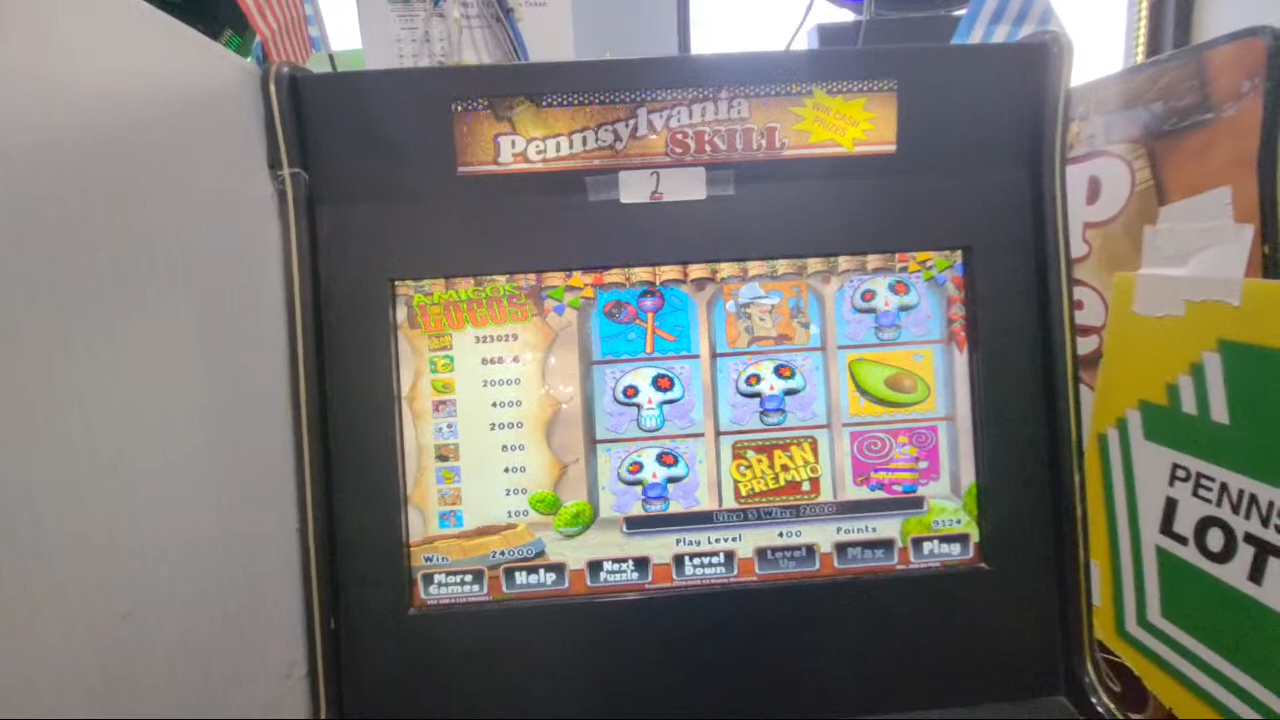 Ticket.
Pennsylvania
SKILL
WIN CASH
PRIZES
2
AMIGOS
LOCOS
323029
20000
4000
2000
800
400
200
100
GRAN
PREMIO
Line 5 Wins 2000
Play Level 400 Points 9124
Win 24000
More
Games
Help
Next
Puzzle
Level
Down
Level
Up
Max
Play
P
e
PENNS
LOT